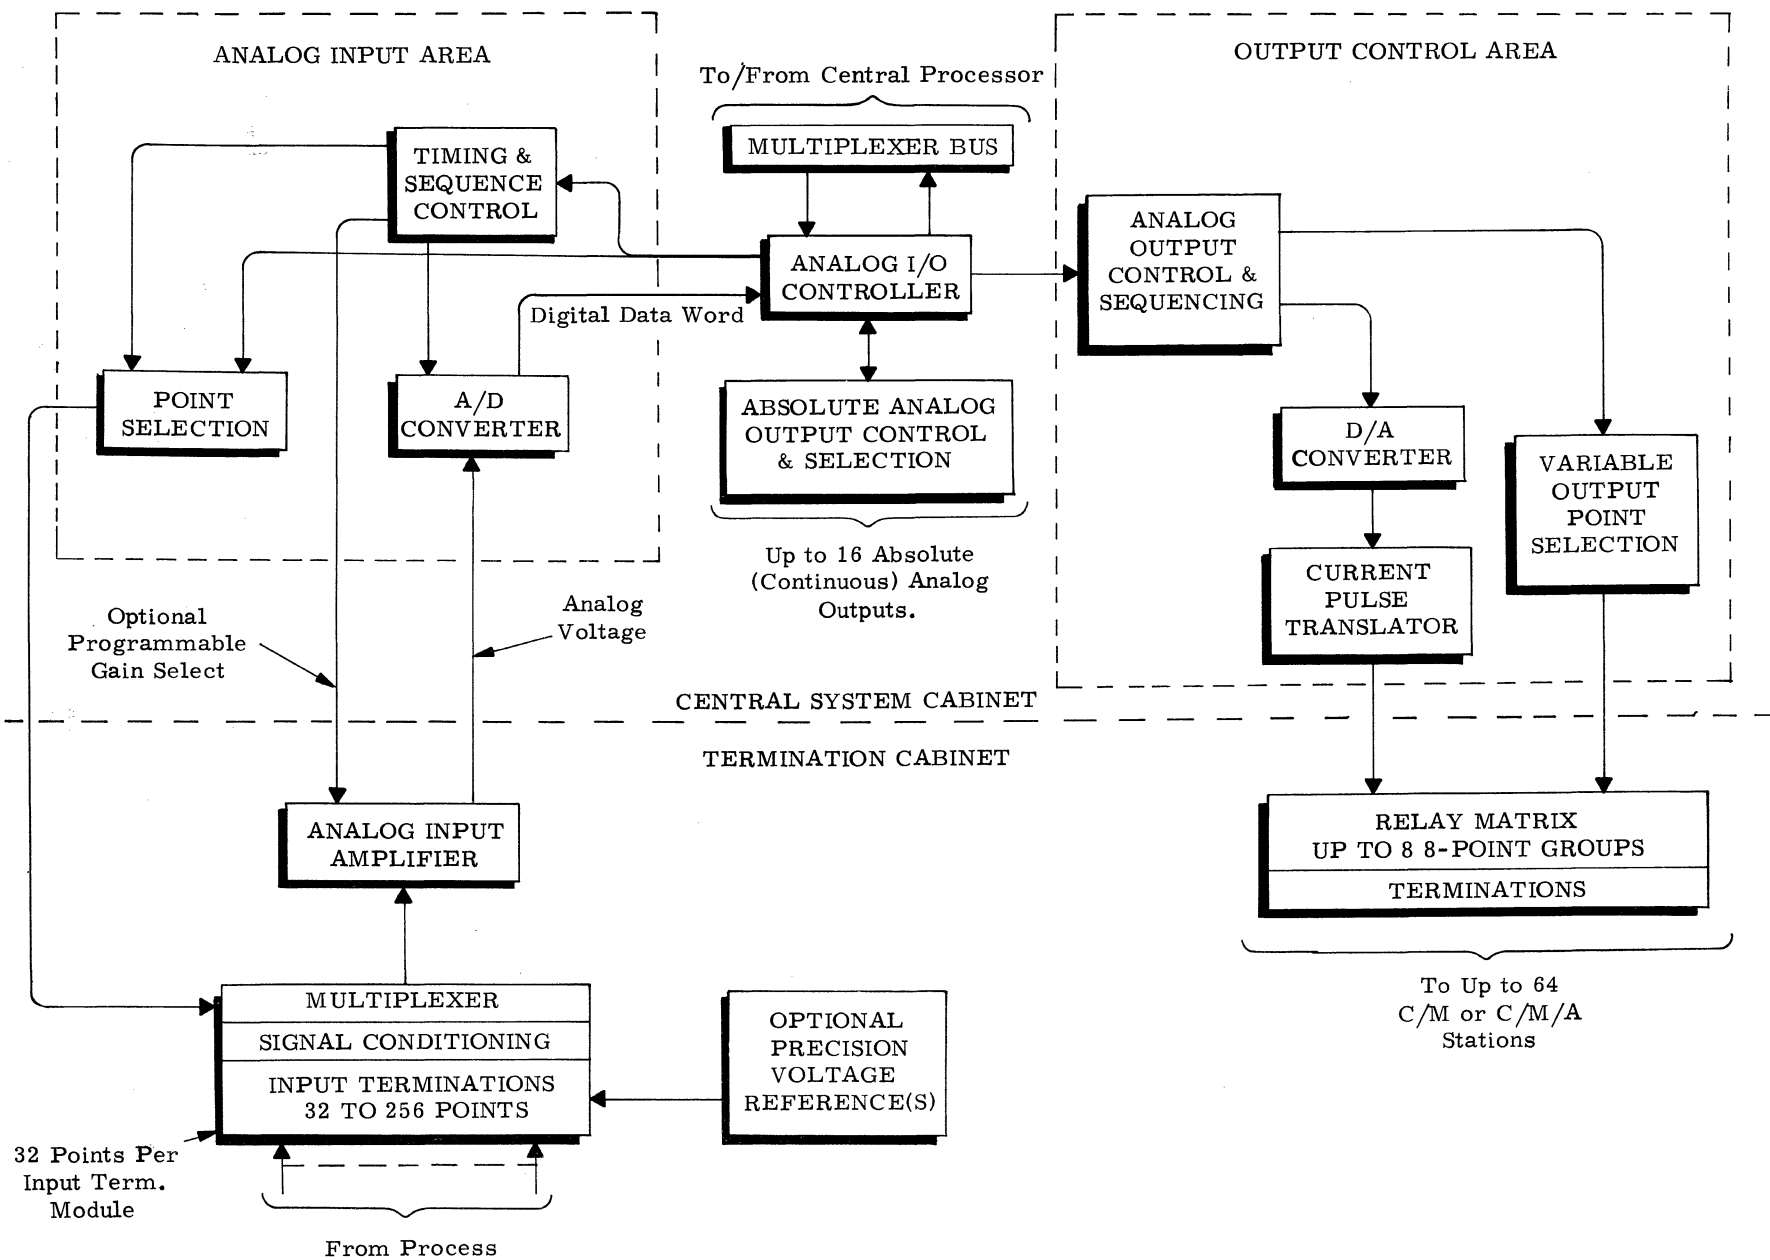 ANALOG INPUT AREA
TIMING &
SEQUENCE
CONTROL
POINT
SELECTION
A/D
CONVERTER
Digital Data Word
To/From Central Processor
MULTIPLEXER BUS
ANALOG I/O
CONTROLLER
ABSOLUTE ANALOG
OUTPUT CONTROL
& SELECTION
Up to 16 Absolute
(Continuous) Analog
Outputs.
OUTPUT CONTROL AREA
ANALOG
OUTPUT
CONTROL &
SEQUENCING
D/A
CONVERTER
VARIABLE
OUTPUT
POINT
SELECTION
CURRENT
PULSE
TRANSLATOR
Optional
Programmable
Gain Select
Analog
Voltage
CENTRAL SYSTEM CABINET
TERMINATION CABINET
ANALOG INPUT
AMPLIFIER
RELAY MATRIX
UP TO 8 8-POINT GROUPS
TERMINATIONS
To Up to 64
C/M or C/M/A
Stations
MULTIPLEXER
SIGNAL CONDITIONING
INPUT TERMINATIONS
32 TO 256 POINTS
OPTIONAL
PRECISION
VOLTAGE
REFERENCE(S)
32 Points Per
Input Term.
Module
From Process